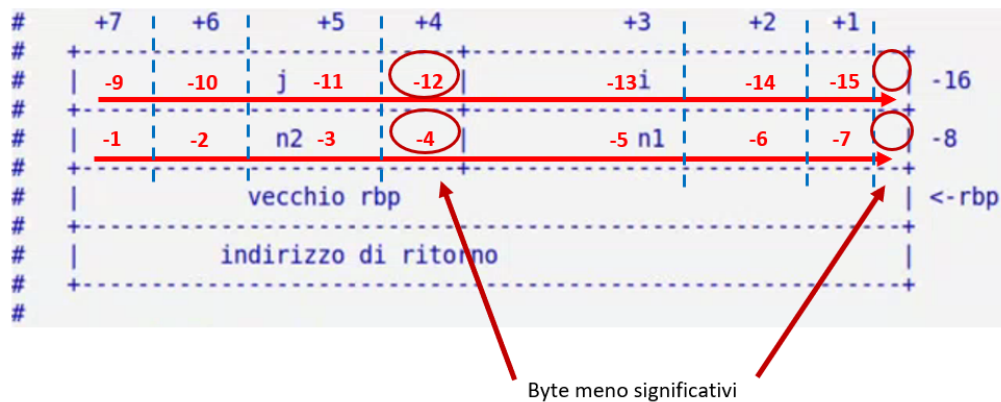 # +7 +6 +5 +4 +3 +2 +1
# +---------------------------+-------------------------------+
# | -9 -10 j -11 -12 | -13 i -14 -15 | -16
# +---------------------------+-------------------------------+
# | -1 -2 n2 -3 -4 | -5 n1 -6 -7 | -8
# +---------------------------+-------------------------------+
# | vecchio rbp | <-rbp
# +-----------------------------------------------------------+
# | indirizzo di ritorno |
# +-----------------------------------------------------------+
#
Byte meno significativi